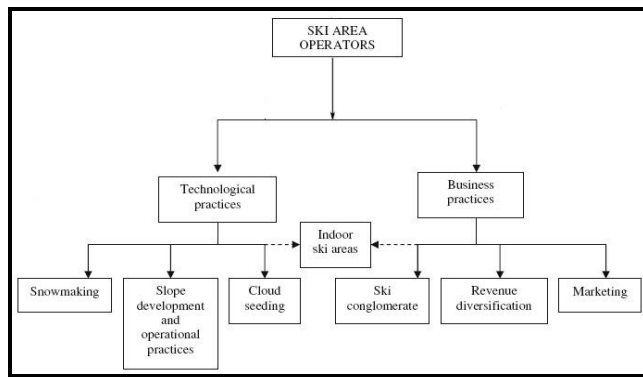 SKI AREA
OPERATORS
Technological
practices
Business
practices
Indoor
ski areas
Snowmaking
Slope
development
and
operational
practices
Cloud
seeding
Ski
conglomerate
Revenue
diversification
Marketing